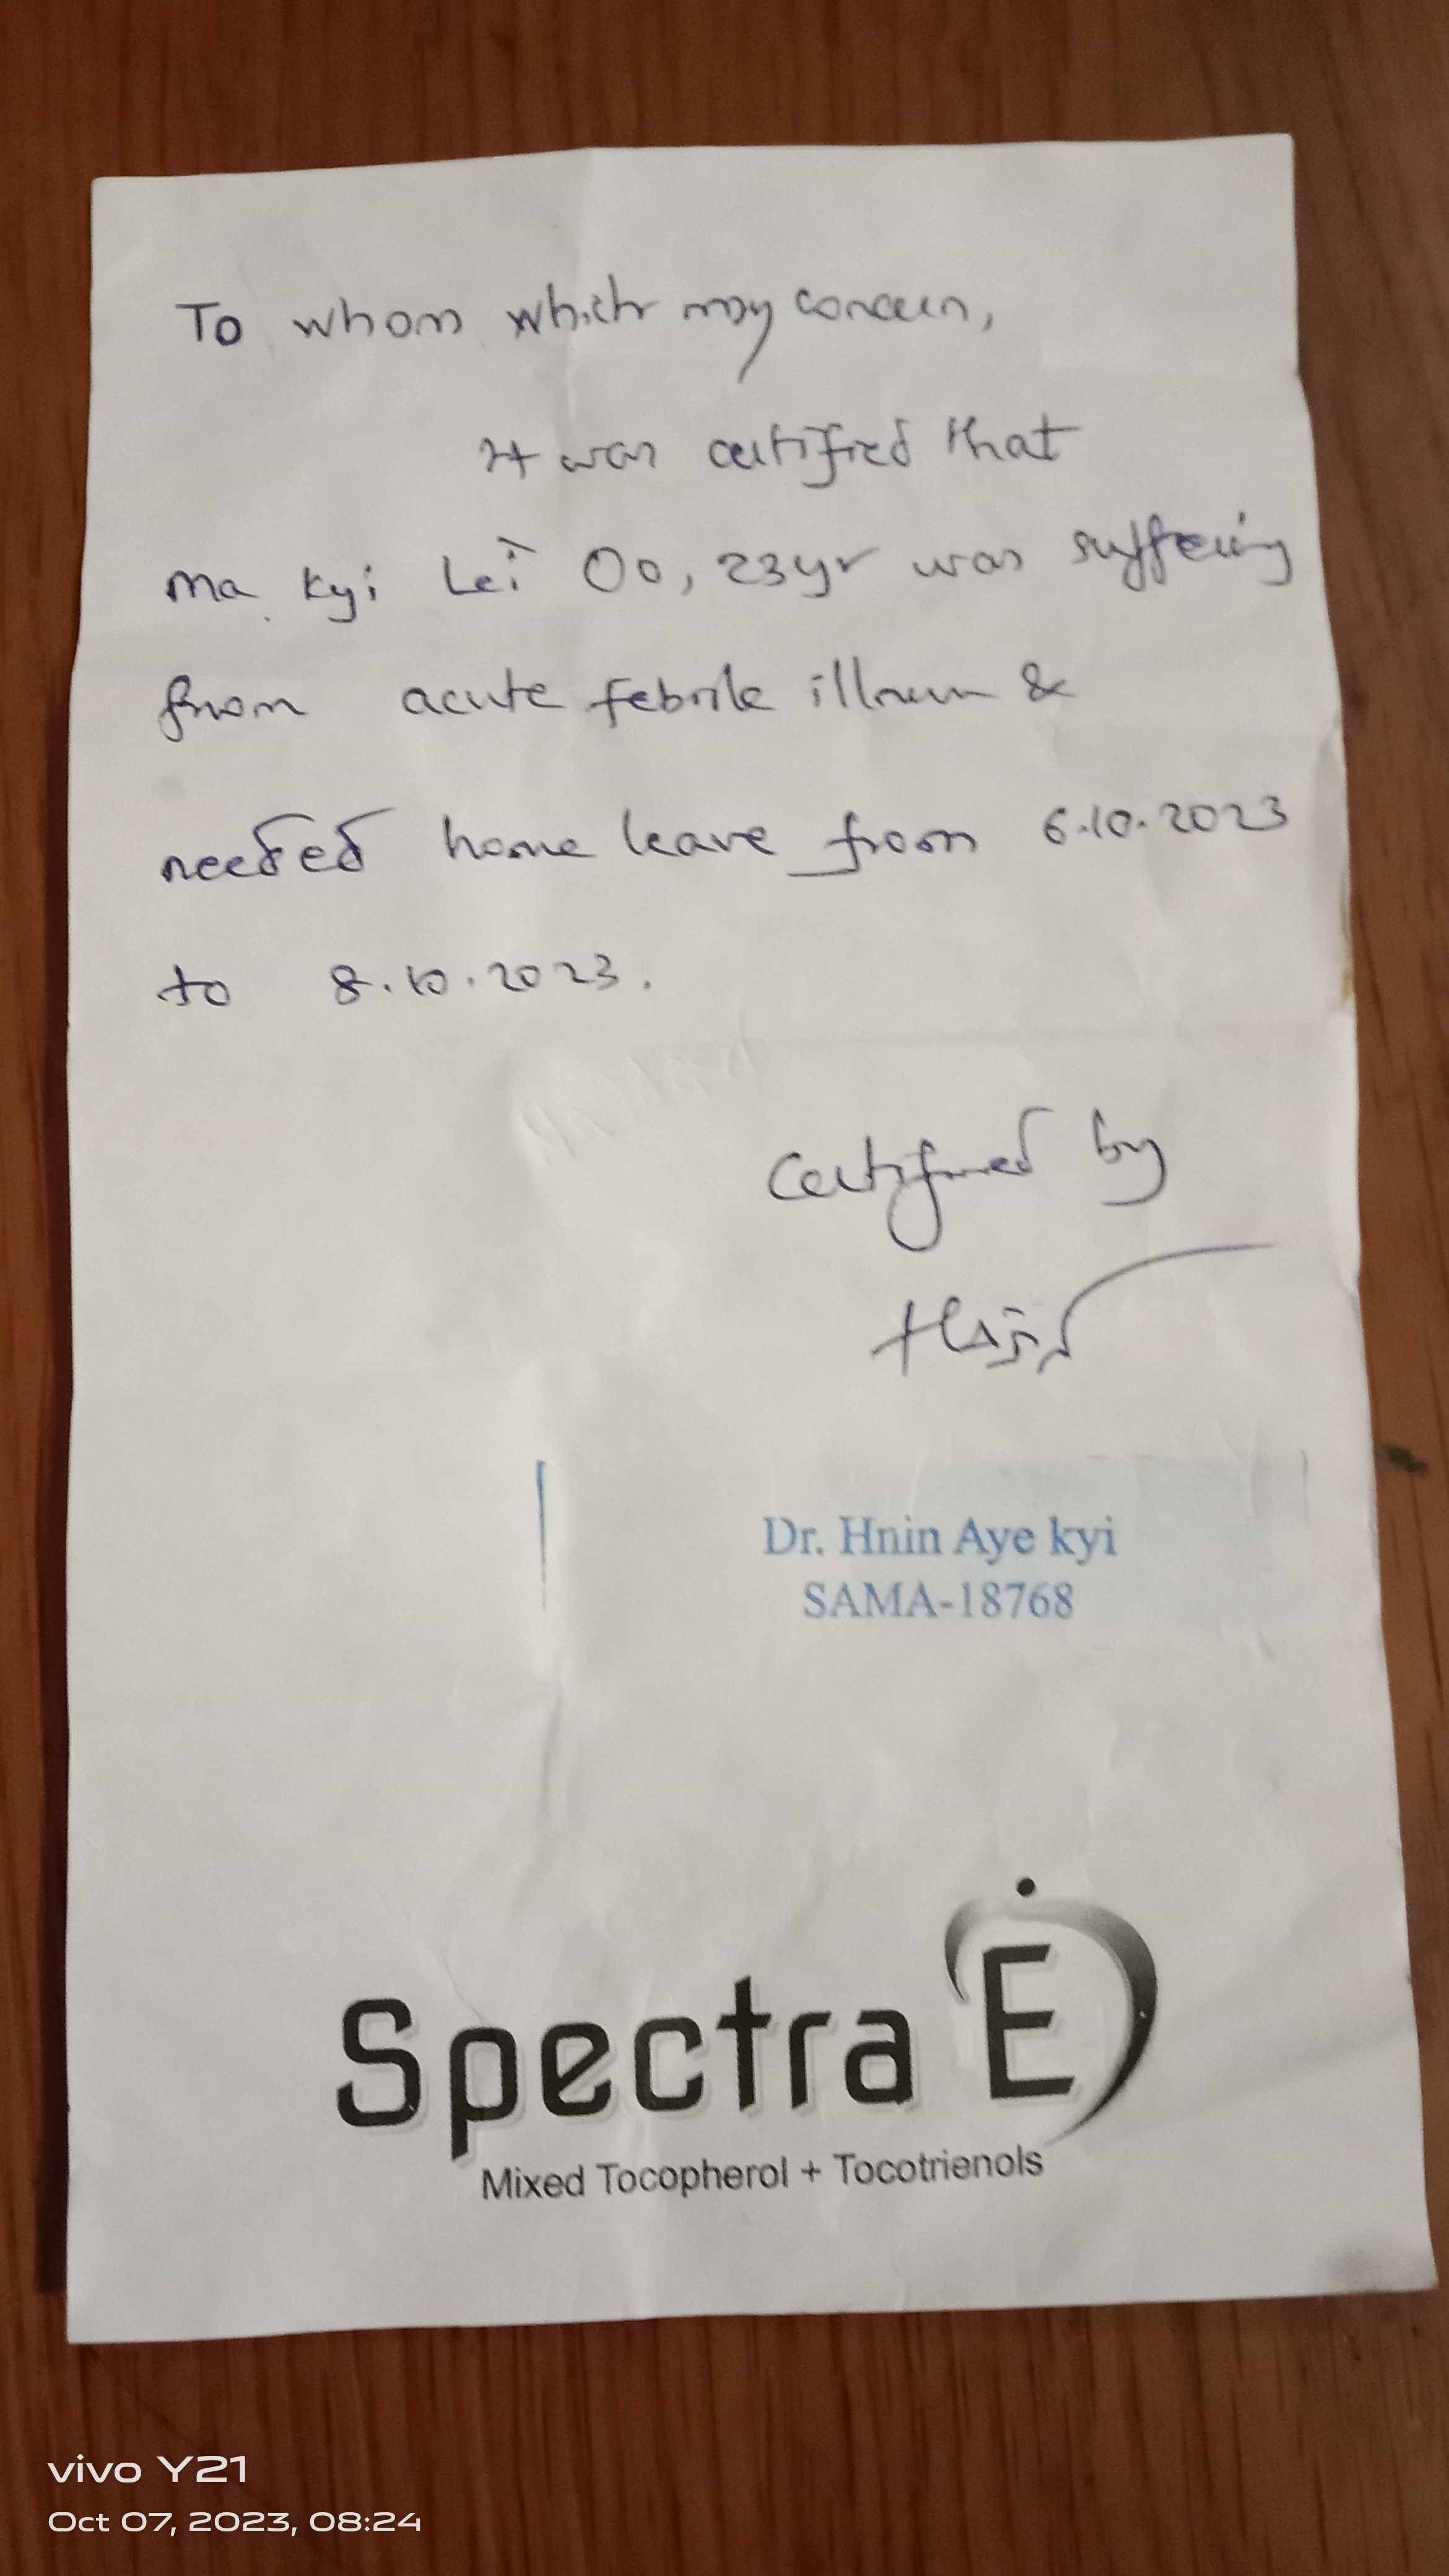 To whom which may concern,
It was certified that
Ma Kyi Lei Oo, 23yr was suffering
from acute febrile illness &
needed home leave from 6.10.2023
to 8.10.2023.
Certified by
Dr. Hnin Aye kyi
SAMA-18768
Spectra E
Mixed Tocopherol + Tocotrienols
vivo Y21
Oct 07, 2023, 08:24